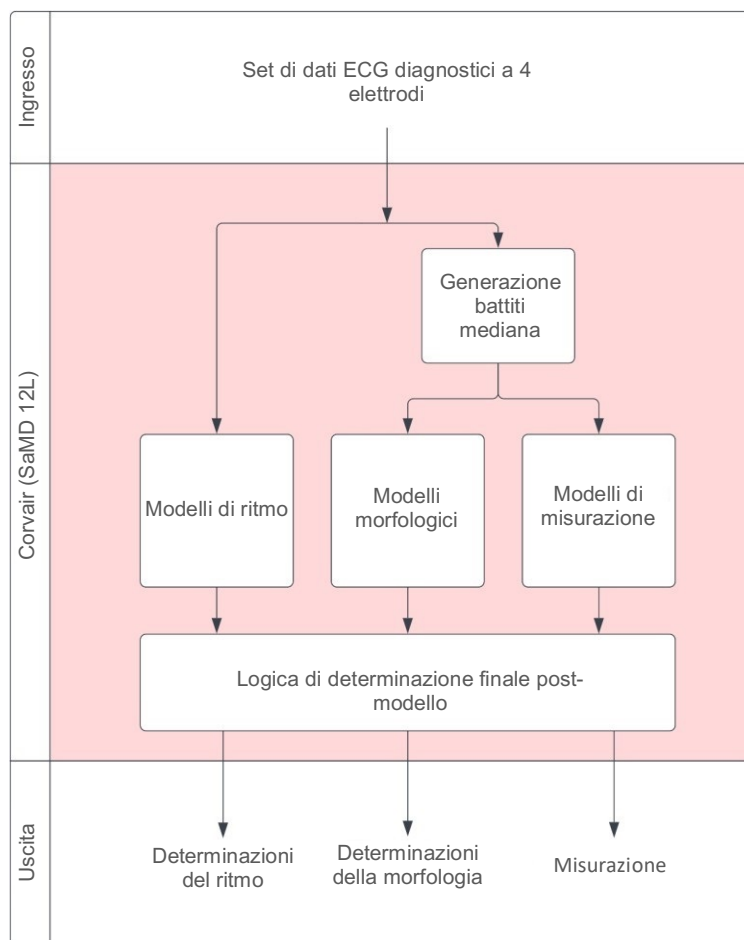 Ingresso
Set di dati ECG diagnostici a 4
elettrodi
Corvair (SaMD 12L)
Generazione
battiti
mediana
Modelli di ritmo
Modelli
morfologici
Modelli di
misurazione
Logica di determinazione finale post-
modello
Uscita
Determinazioni
del ritmo
Determinazioni
della morfologia
Misurazione